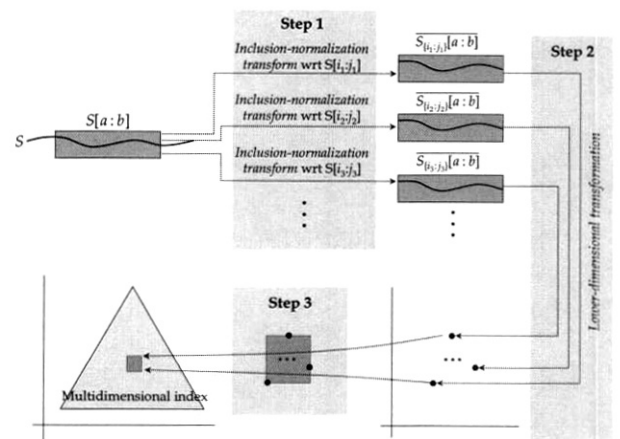 Step 1
Step 2
Inclusion-normalization
transform wrt S[i₁:j₁]
S[i₁:j₁][a : b]
S[a : b]
S
Inclusion-normalization
transform wrt S[i₂:j₂]
S[i₂:j₂][a : b]
Inclusion-normalization
transform wrt S[i₃:j₃]
S[i₃:j₃][a : b]
Lower-dimensional transformation
Step 3
Multidimensional index